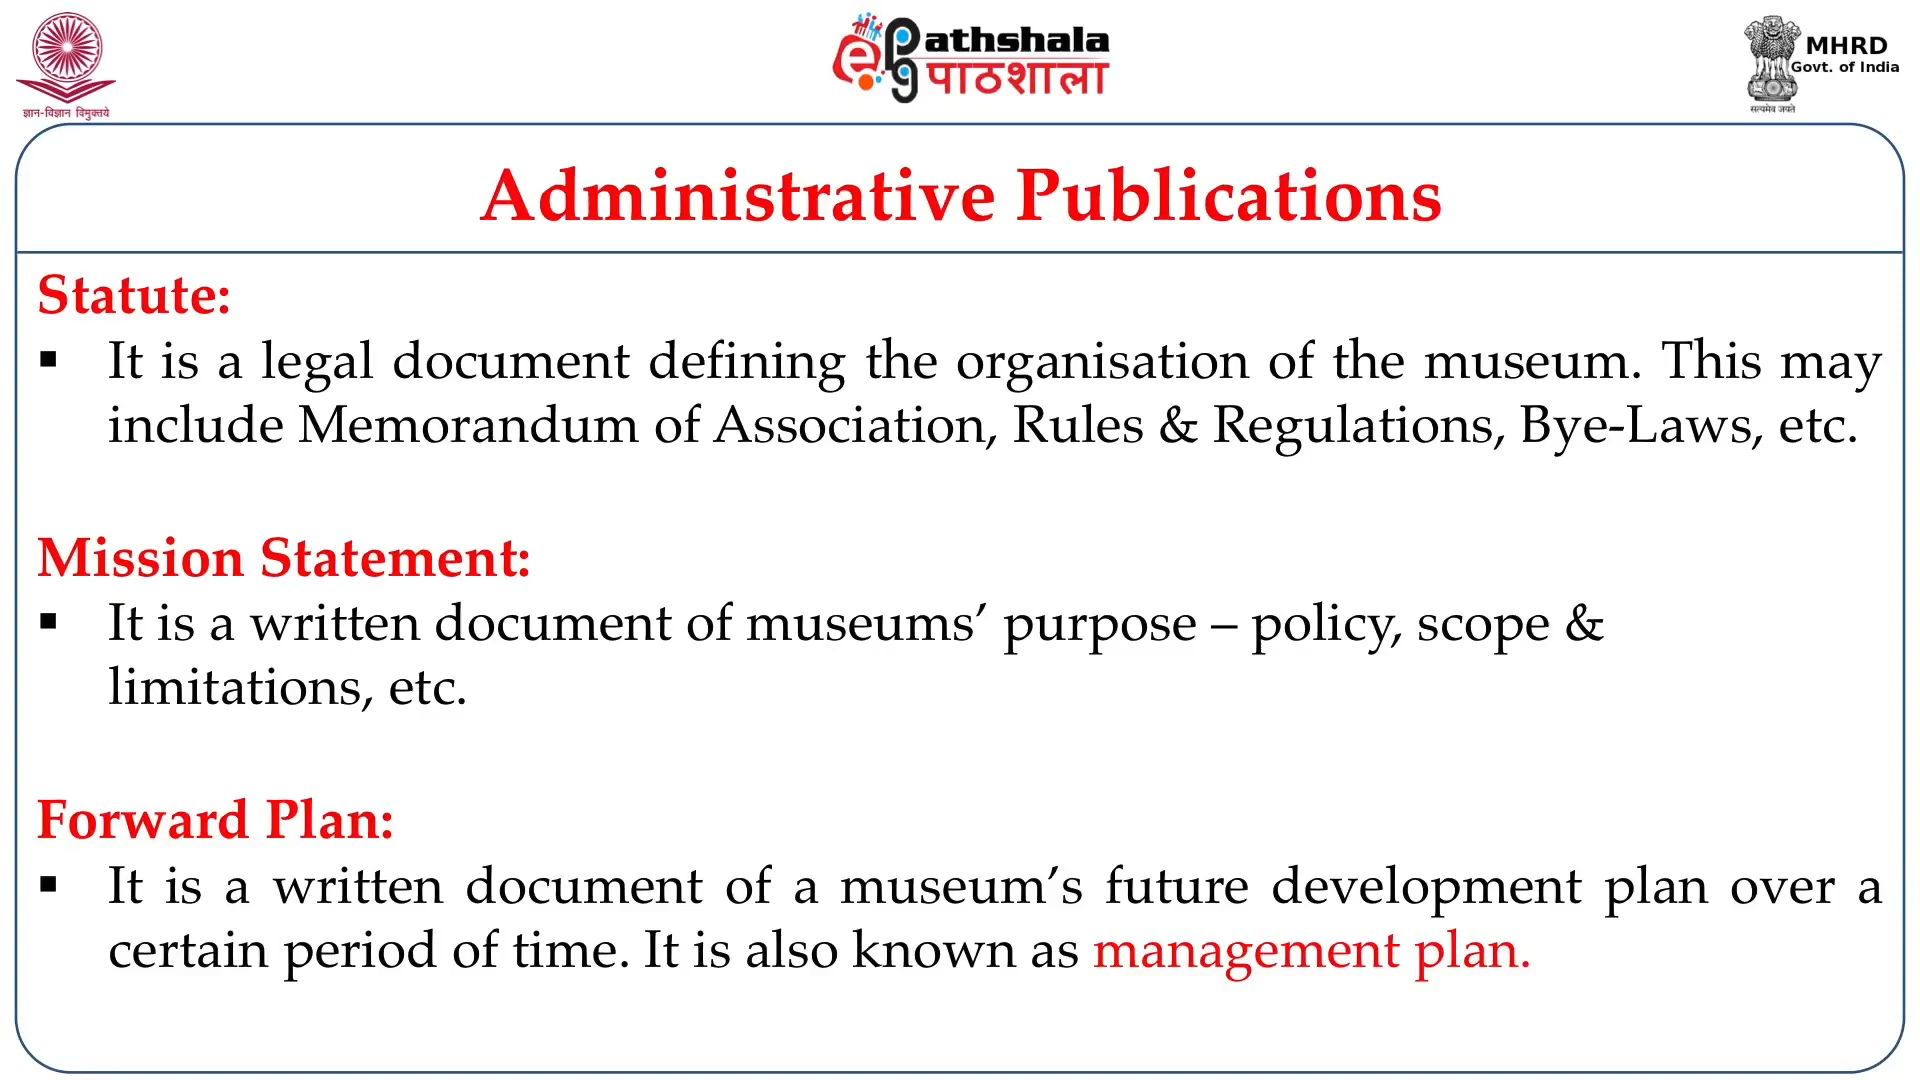 ज्ञान-विज्ञान विमुक्तये
ePathshala
पाठशाला
MHRD
Govt. of India
सत्यमेव जयते
Administrative Publications
Statute:
▪ It is a legal document defining the organisation of the museum. This may
include Memorandum of Association, Rules & Regulations, Bye-Laws, etc.
Mission Statement:
▪ It is a written document of museums’ purpose – policy, scope &
limitations, etc.
Forward Plan:
▪ It is a written document of a museum’s future development plan over a
certain period of time. It is also known as management plan.